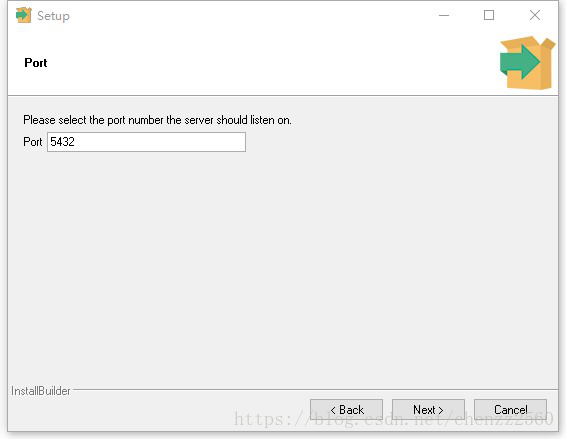 Setup
Port
Please select the port number the server should listen on.
Port 5432
InstallBuilder
< Back Next > Cancel
https://blog.csdn.net/chenzz2560